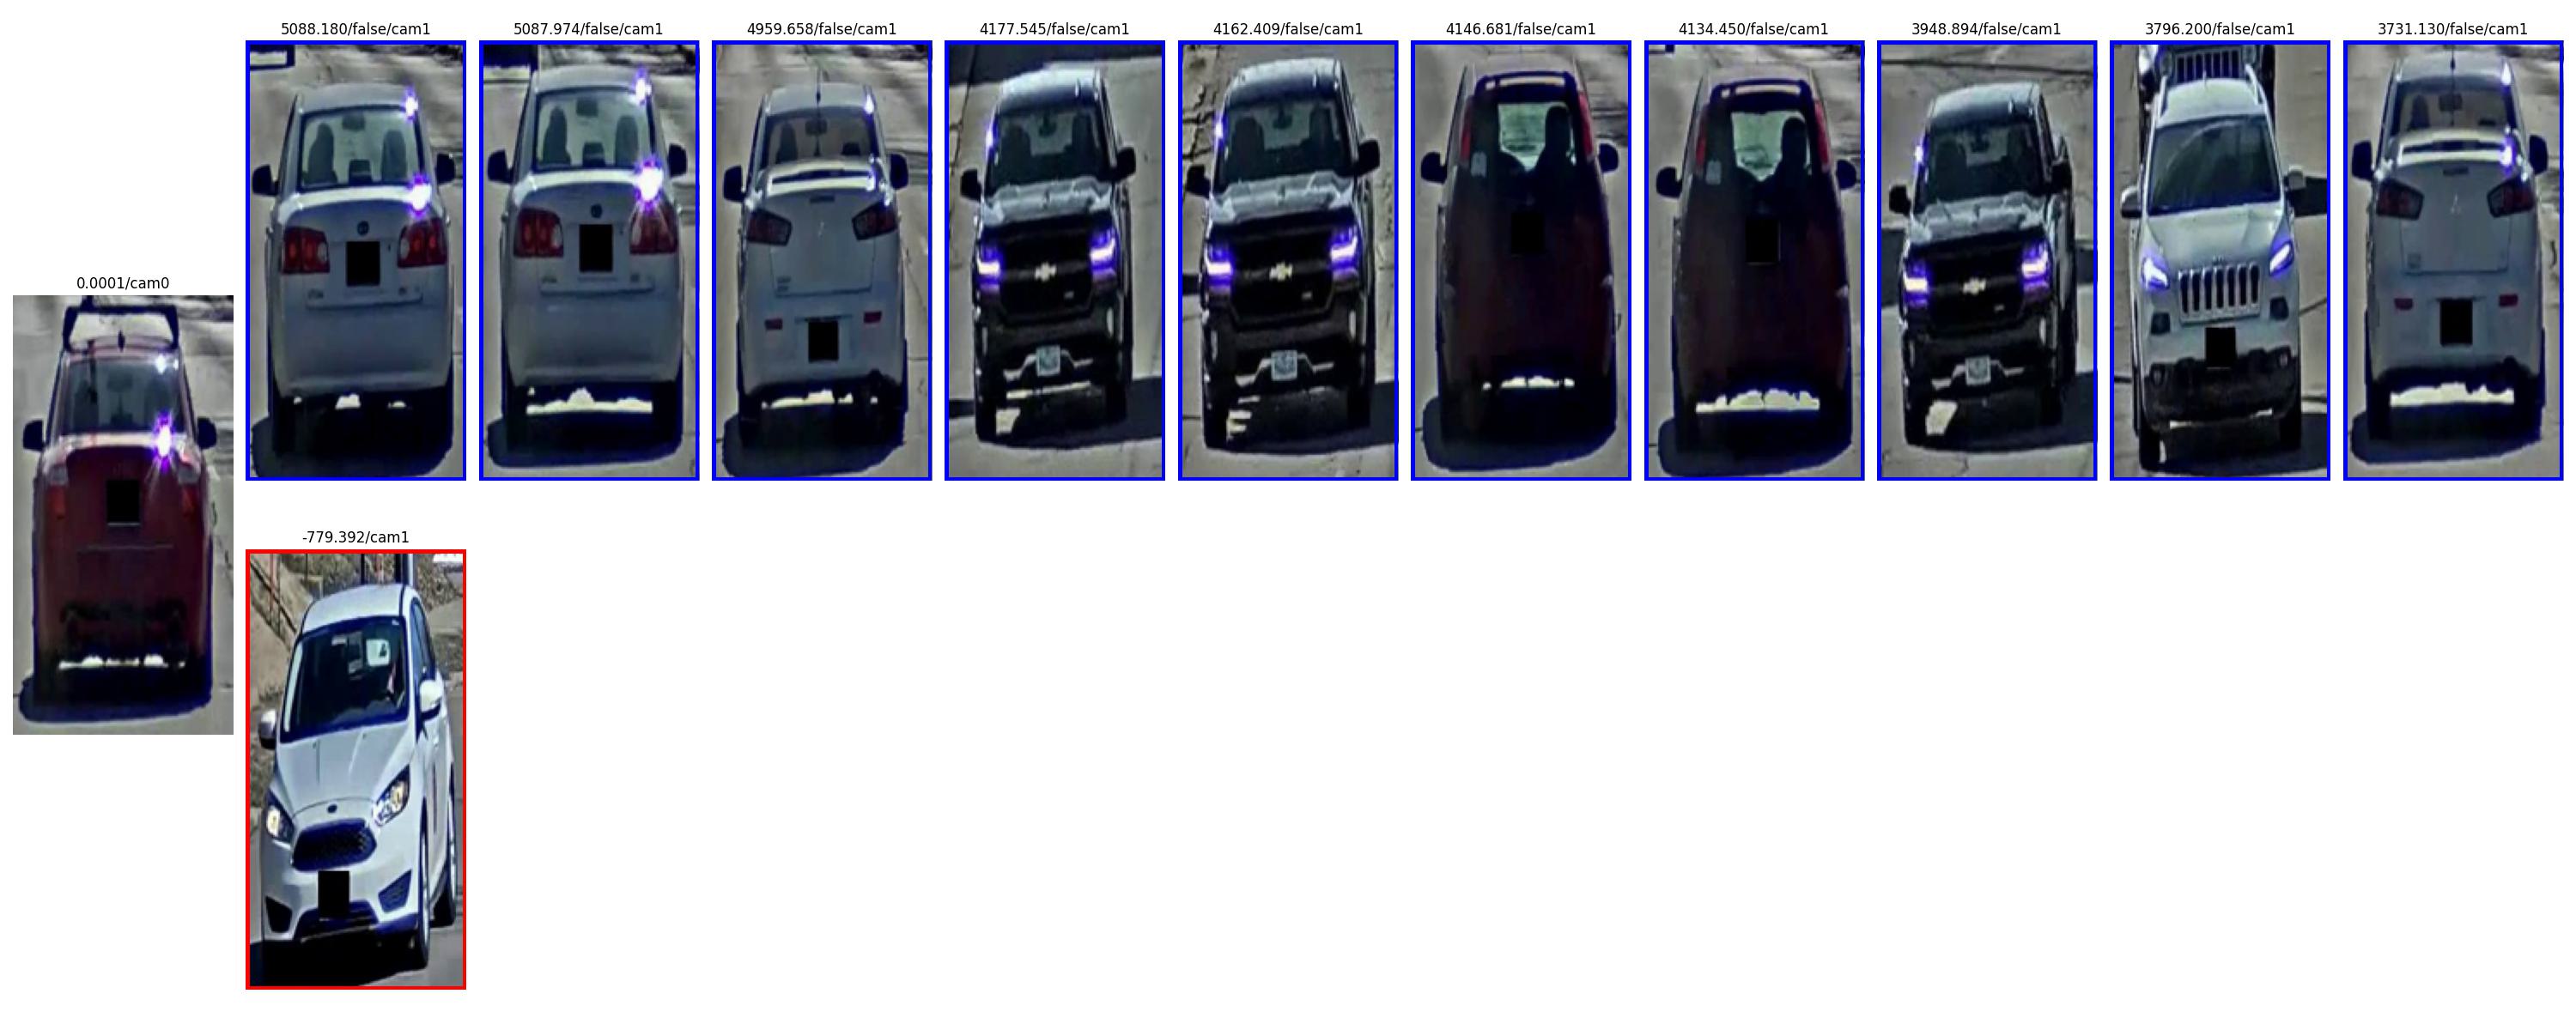 5088.180/false/cam1
5087.974/false/cam1
4959.658/false/cam1
4177.545/false/cam1
4162.409/false/cam1
4146.681/false/cam1
4134.450/false/cam1
3948.894/false/cam1
3796.200/false/cam1
3731.130/false/cam1
0.0001/cam0
-779.392/cam1